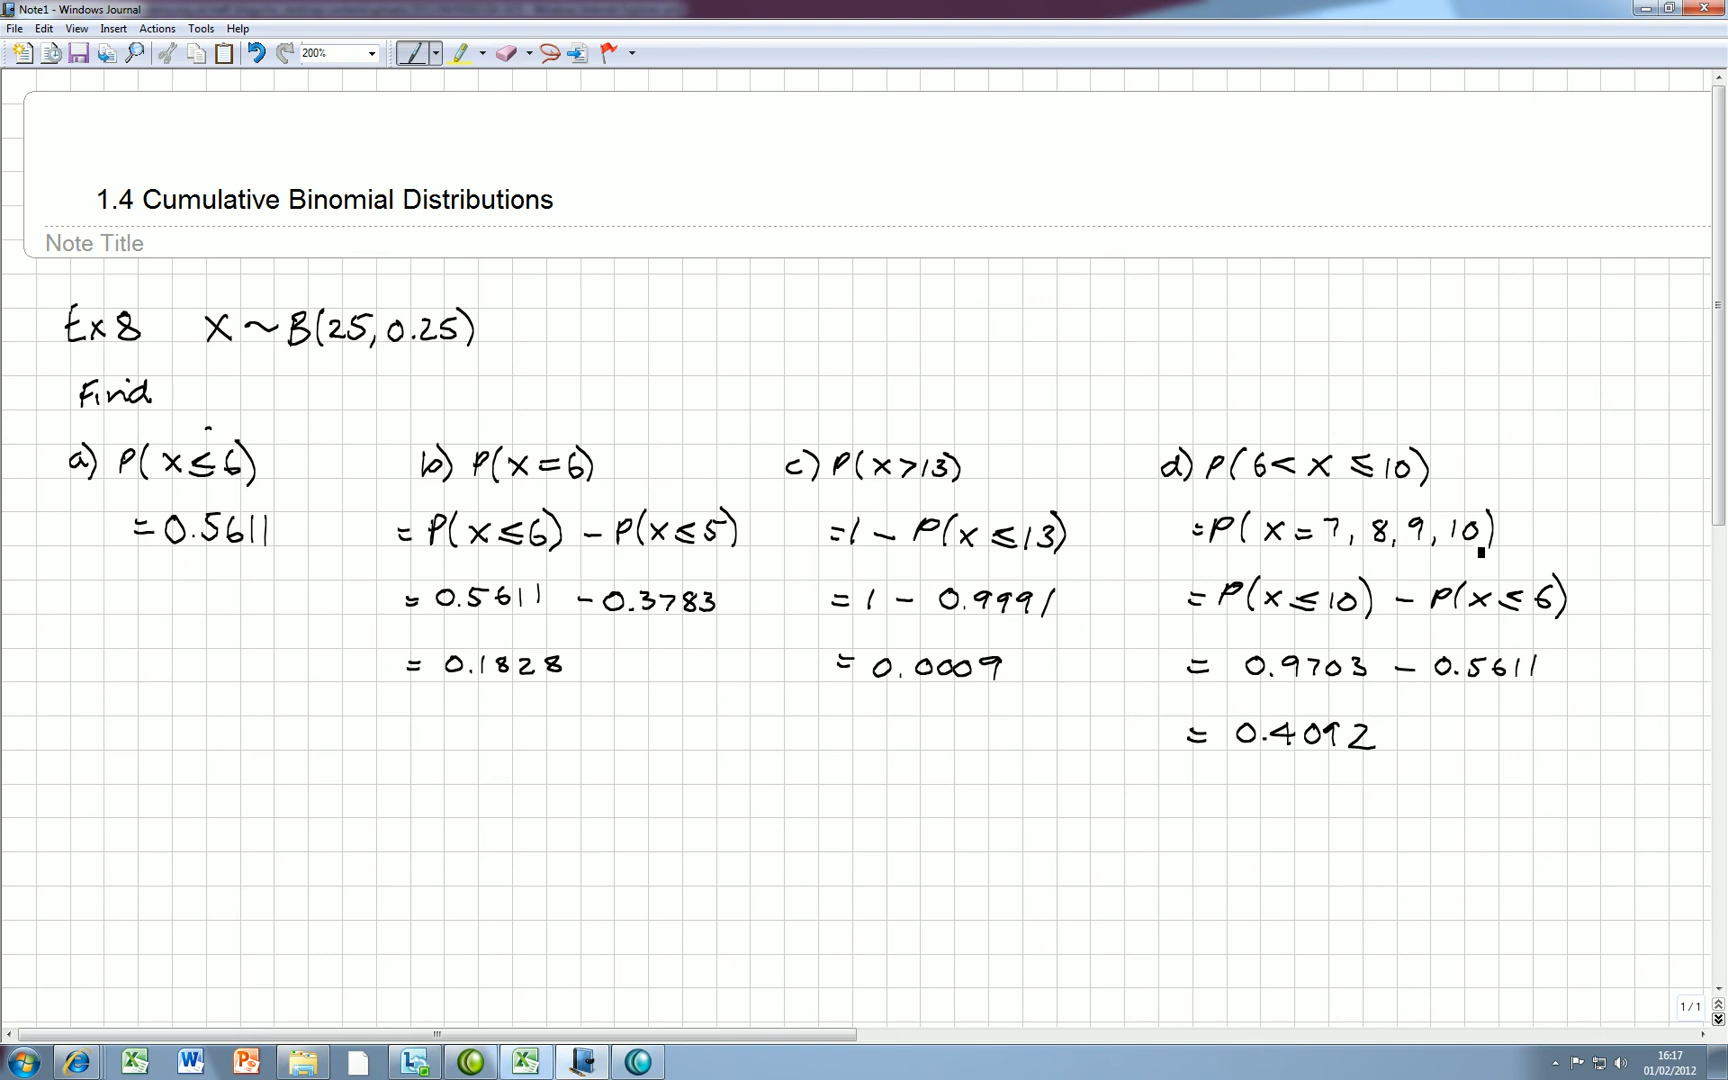 Note1 - Windows Journal
File Edit View Insert Actions Tools Help
200%
1.4 Cumulative Binomial Distributions
Note Title
Ex 8 X ~ B(25, 0.25)
Find
a) P(X ≤ 6)
= 0.5611
b) P(X = 6)
= P(X ≤ 6) - P(X ≤ 5)
= 0.5611 - 0.3783
= 0.1828
c) P(X > 13)
= 1 - P(X ≤ 13)
= 1 - 0.9991
= 0.0009
d) P(6 < X ≤ 10)
= P(X = 7, 8, 9, 10)
= P(X ≤ 10) - P(X ≤ 6)
= 0.9703 - 0.5611
= 0.4092
1 / 1
16:17
01/02/2012